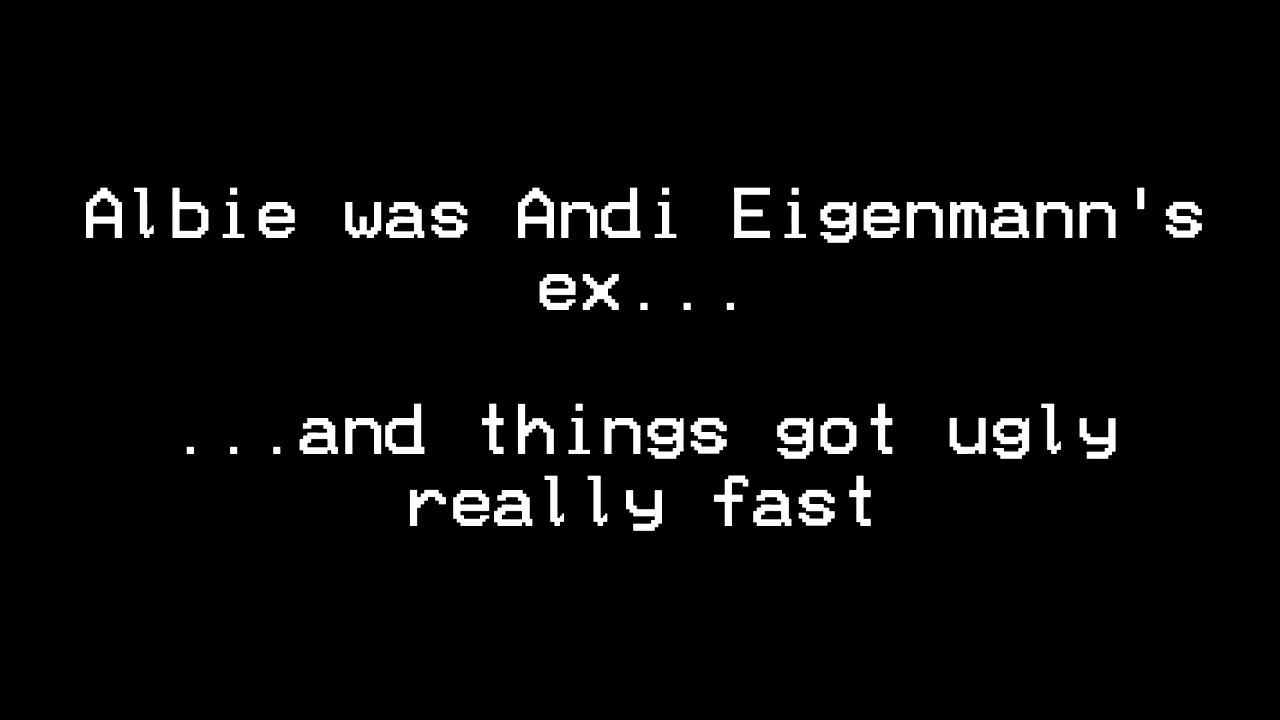 Albie was Andi Eigenmann's
ex...
...and things got ugly
really fast